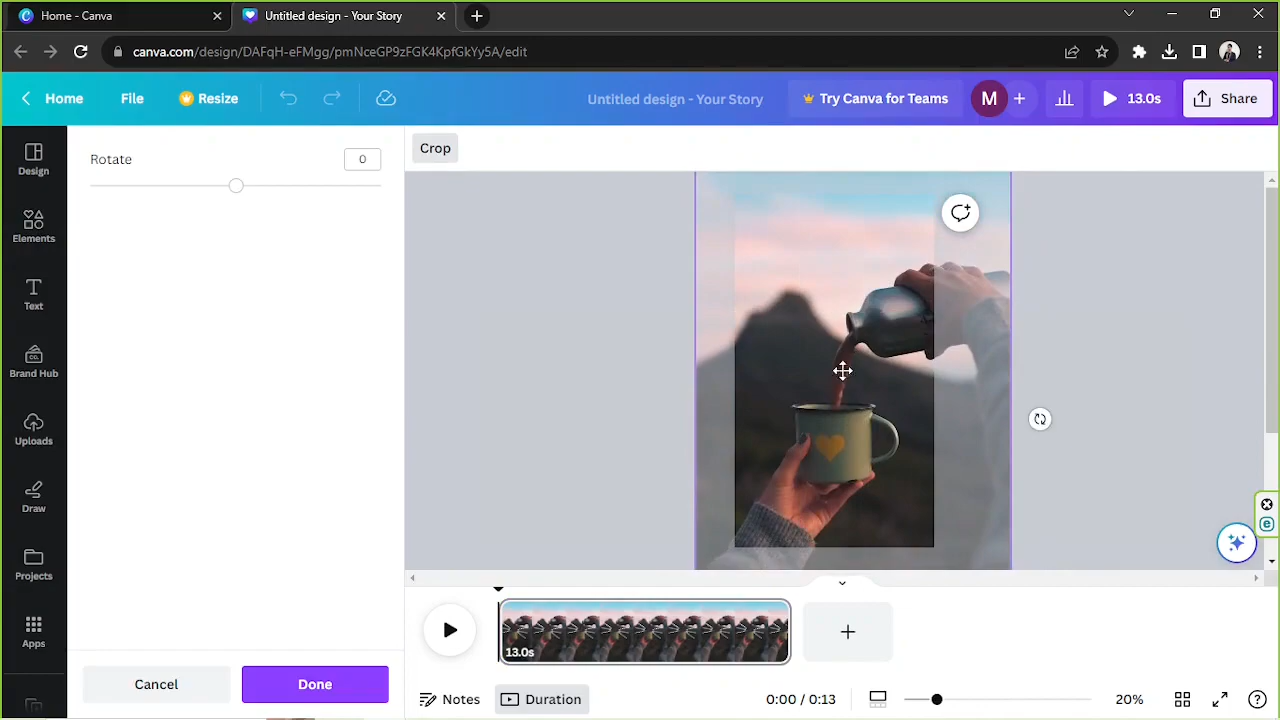 Home - Canva
Untitled design - Your Story
canva.com/design/DAFqH-eFMgg/pmNceGP9zFGK4KpfGkYy5A/edit
Home
File
Resize
Untitled design - Your Story
Try Canva for Teams
M
13.0s
Share
Design
Elements
Text
Brand Hub
Uploads
Draw
Projects
Apps
Rotate
0
Crop
Cancel
Done
13.0s
Notes
Duration
0:00 / 0:13
20%